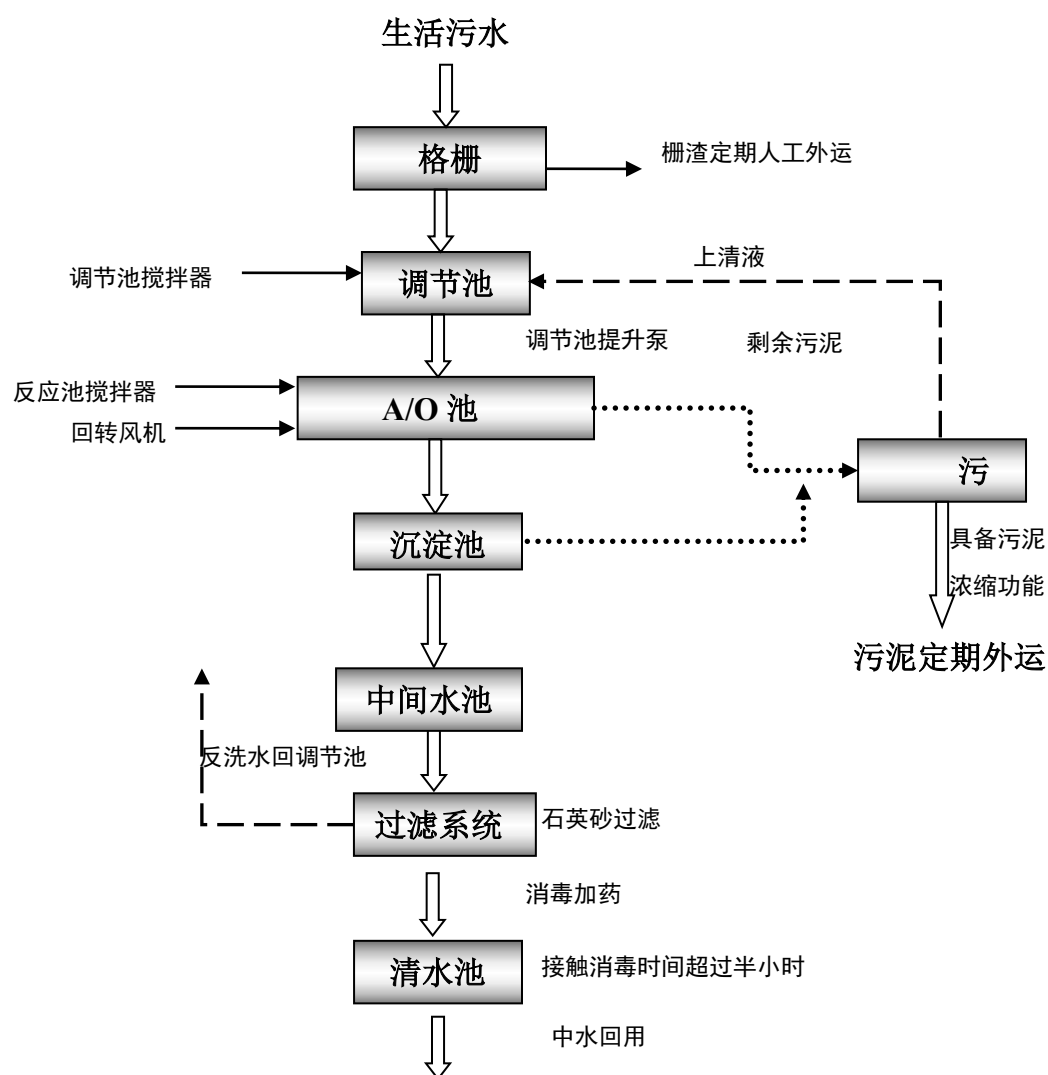 生活污水
格栅
栅渣定期人工外运
上清液
调节池搅拌器
调节池
调节池提升泵
剩余污泥
反应池搅拌器
A/O 池
回转风机
污
沉淀池
具备污泥
浓缩功能
污泥定期外运
中间水池
反洗水回调节池
过滤系统
石英砂过滤
消毒加药
清水池
接触消毒时间超过半小时
中水回用